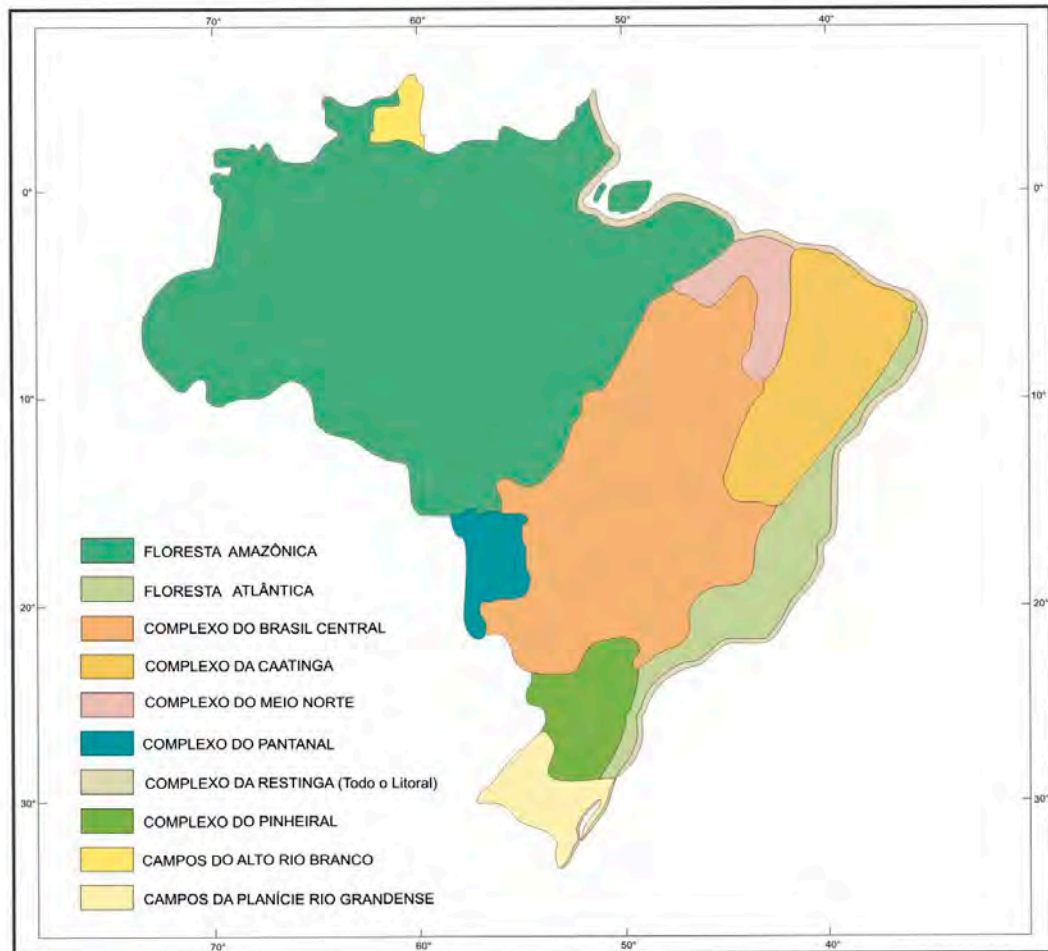 70°
60°
50°
40°
0°
0°
10°
10°
20°
20°
30°
30°
FLORESTA AMAZÔNICA
FLORESTA ATLÂNTICA
COMPLEXO DO BRASIL CENTRAL
COMPLEXO DA CAATINGA
COMPLEXO DO MEIO NORTE
COMPLEXO DO PANTANAL
COMPLEXO DA RESTINGA (Todo o Litoral)
COMPLEXO DO PINHEIRAL
CAMPOS DO ALTO RIO BRANCO
CAMPOS DA PLANÍCIE RIO GRANDENSE
70°
60°
50°
40°